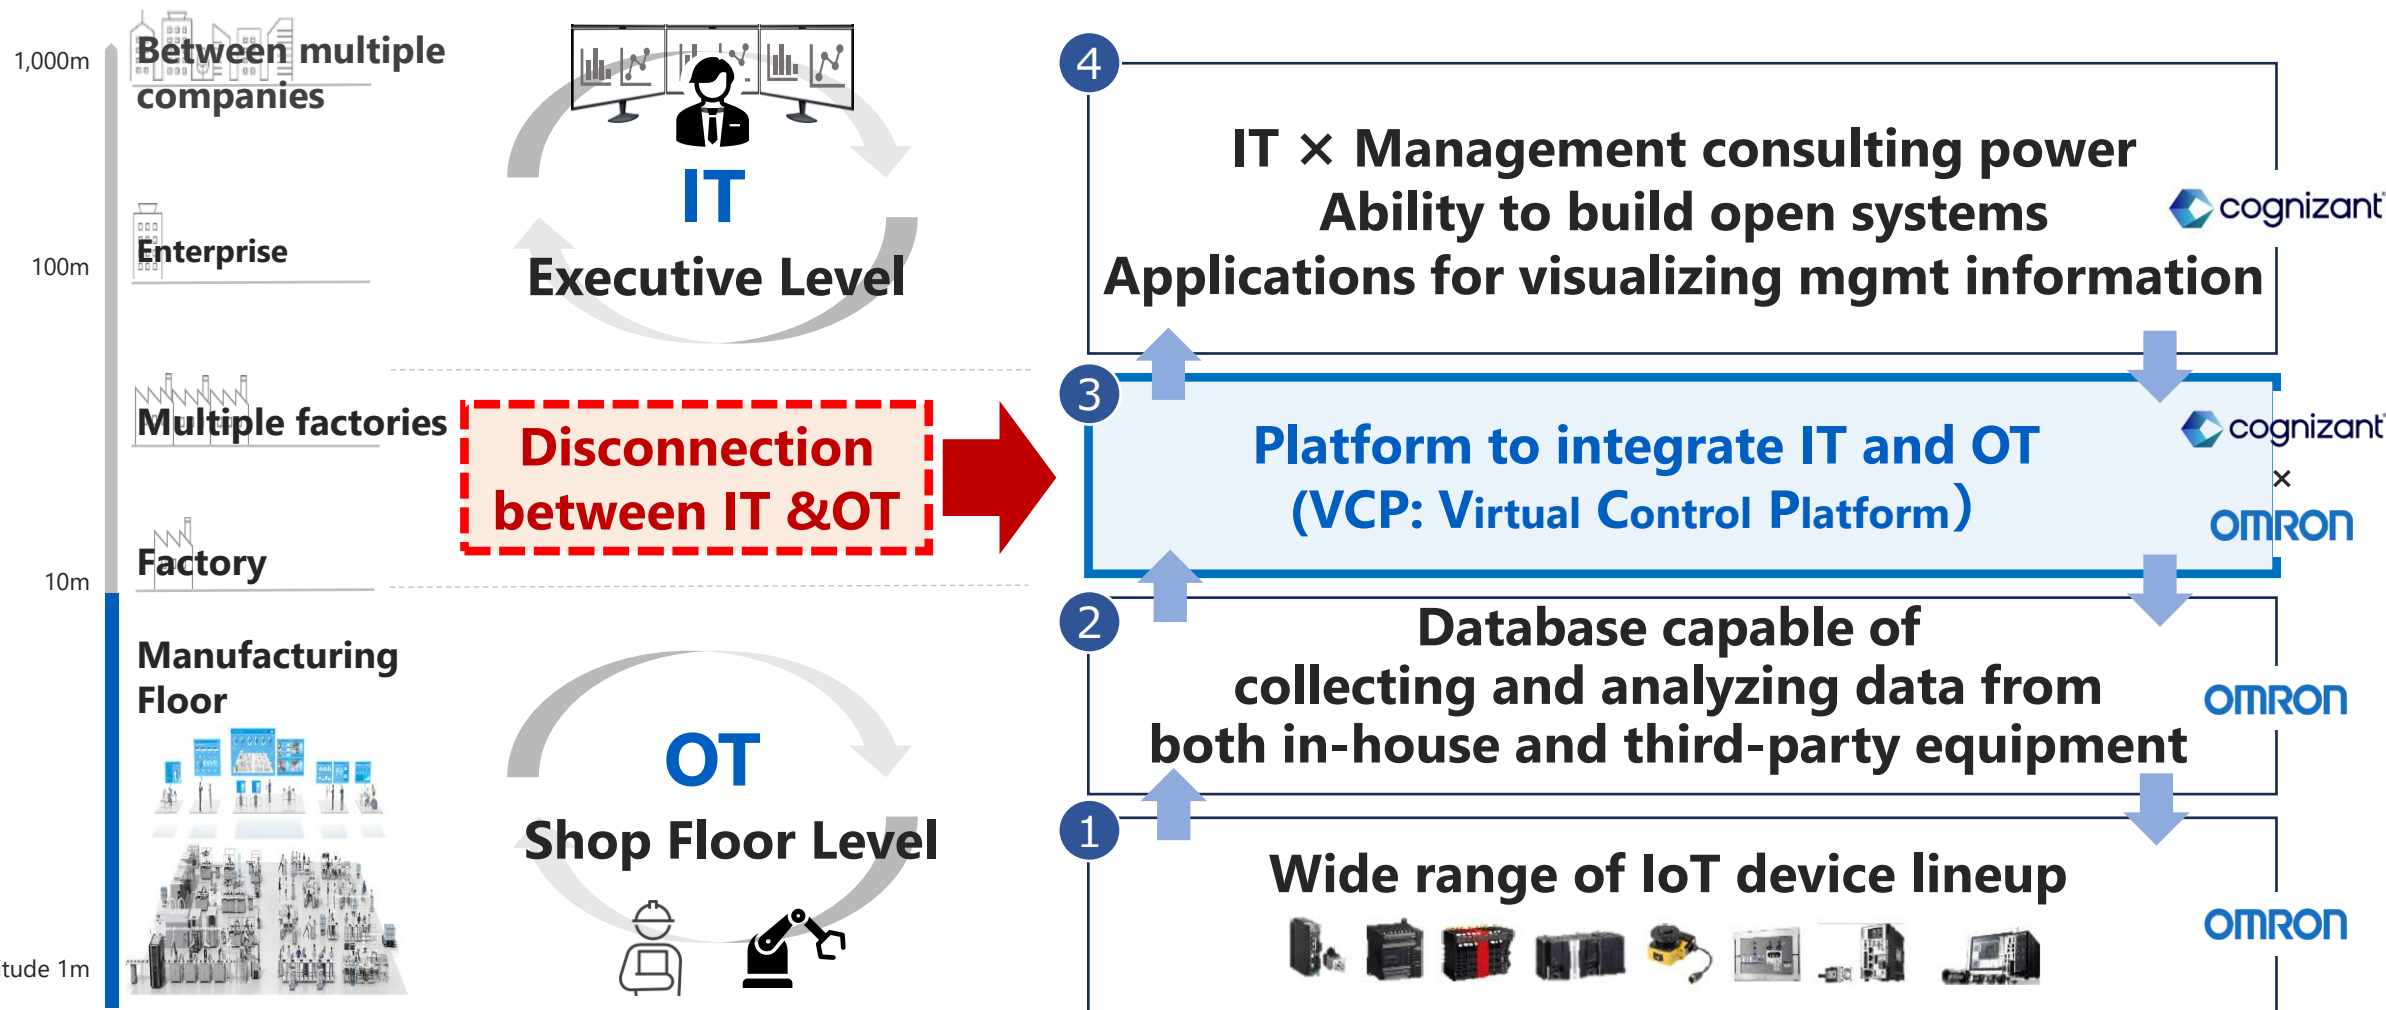 1,000m
Between multiple
companies
Enterprise
100m
Multiple factories
Factory
10m
Manufacturing
Floor
itude 1m
IT
Executive Level
Disconnection
between IT &OT
OT
Shop Floor Level
4
IT × Management consulting power
Ability to build open systems
Applications for visualizing mgmt information
cognizant
3
Platform to integrate IT and OT
(VCP: Virtual Control Platform）
cognizant
×
OMRON
2
Database capable of
collecting and analyzing data from
both in-house and third-party equipment
OMRON
1
Wide range of IoT device lineup
OMRON